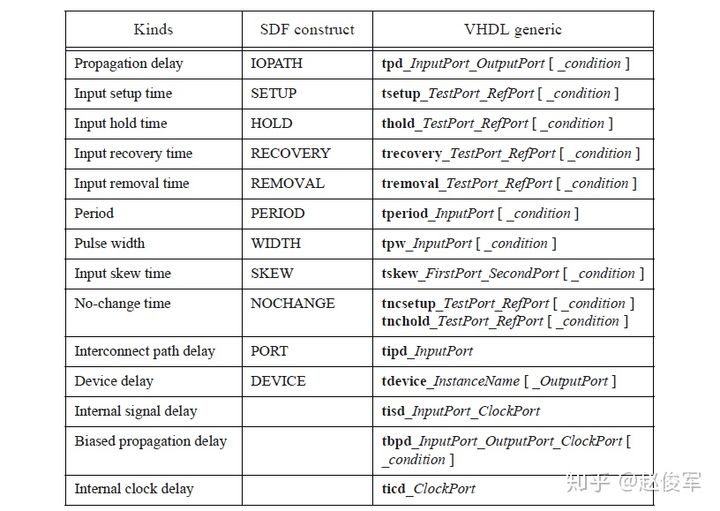 Kinds SDF construct VHDL generic
Propagation delay IOPATH tpd_InputPort_OutputPort [ _condition ]
Input setup time SETUP tsetup_TestPort_RefPort [ _condition ]
Input hold time HOLD thold_TestPort_RefPort [ _condition ]
Input recovery time RECOVERY trecovery_TestPort_RefPort [ _condition ]
Input removal time REMOVAL tremoval_TestPort_RefPort [ _condition ]
Period PERIOD tperiod_InputPort [ _condition ]
Pulse width WIDTH tpw_InputPort [ _condition ]
Input skew time SKEW tskew_FirstPort_SecondPort [ _condition ]
No-change time NOCHANGE tncsetup_TestPort_RefPort [ _condition ]
tnchold_TestPort_RefPort [ _condition ]
Interconnect path delay PORT tipd_InputPort
Device delay DEVICE tdevice_InstanceName [ _OutputPort ]
Internal signal delay tisd_InputPort_ClockPort
Biased propagation delay tbpd_InputPort_OutputPort_ClockPort [
_condition ]
Internal clock delay ticd_ClockPort
知乎 @赵俊军